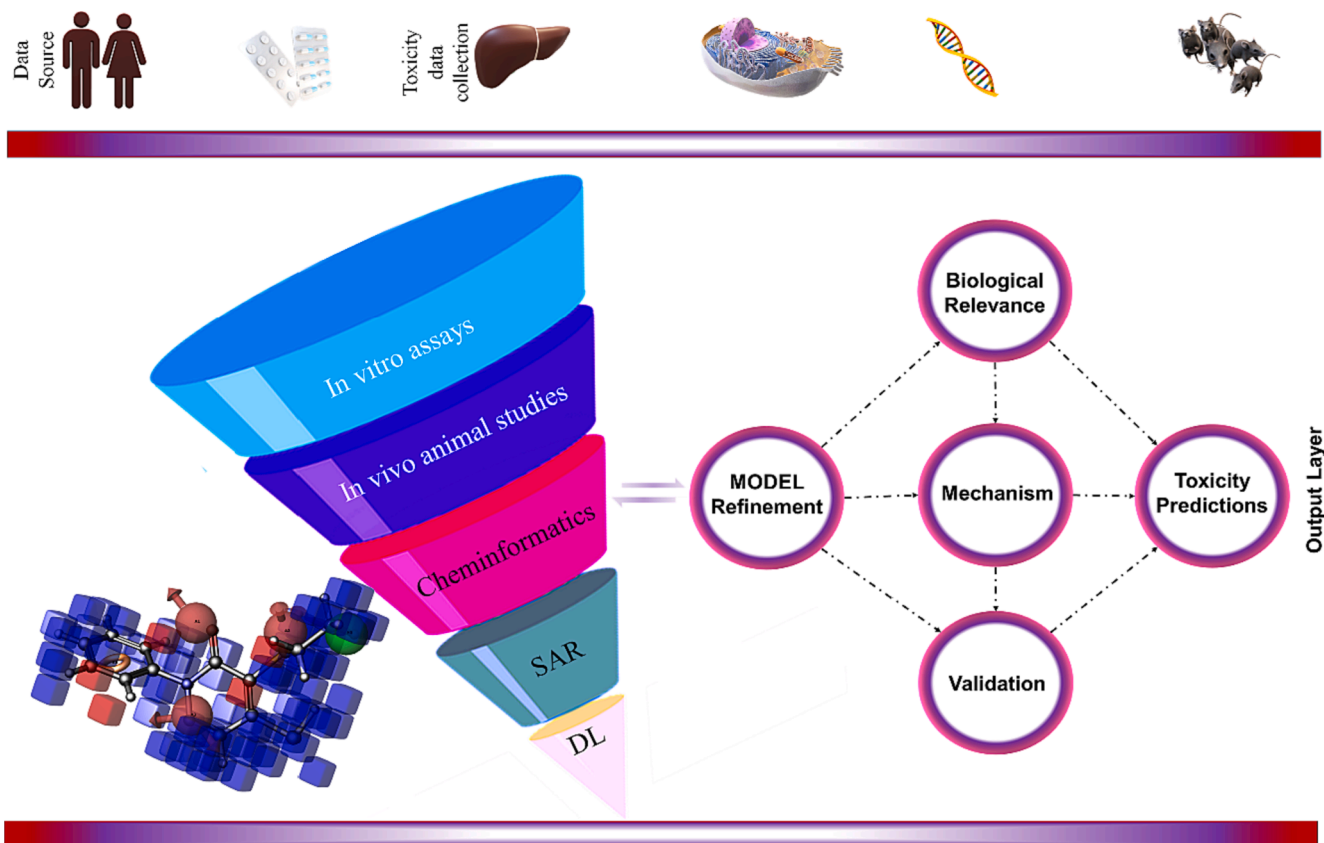 Data
Source
Toxicity
data
collection
In vitro assays
In vivo animal studies
Cheminformatics
SAR
DL
Biological
Relevance
MODEL
Refinement
Mechanism
Toxicity
Predictions
Validation
Output Layer